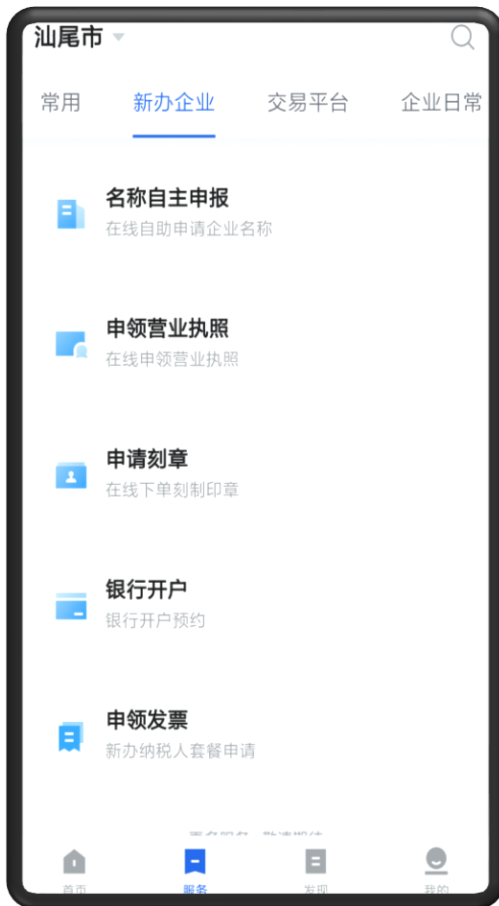 汕尾市
常用 新办企业 交易平台 企业日常
名称自主申报
在线自助申请企业名称
申领营业执照
在线申领营业执照
申请刻章
在线下单刻制印章
银行开户
银行开户预约
申领发票
新办纳税人套餐申请
首页 服务 发现 我的